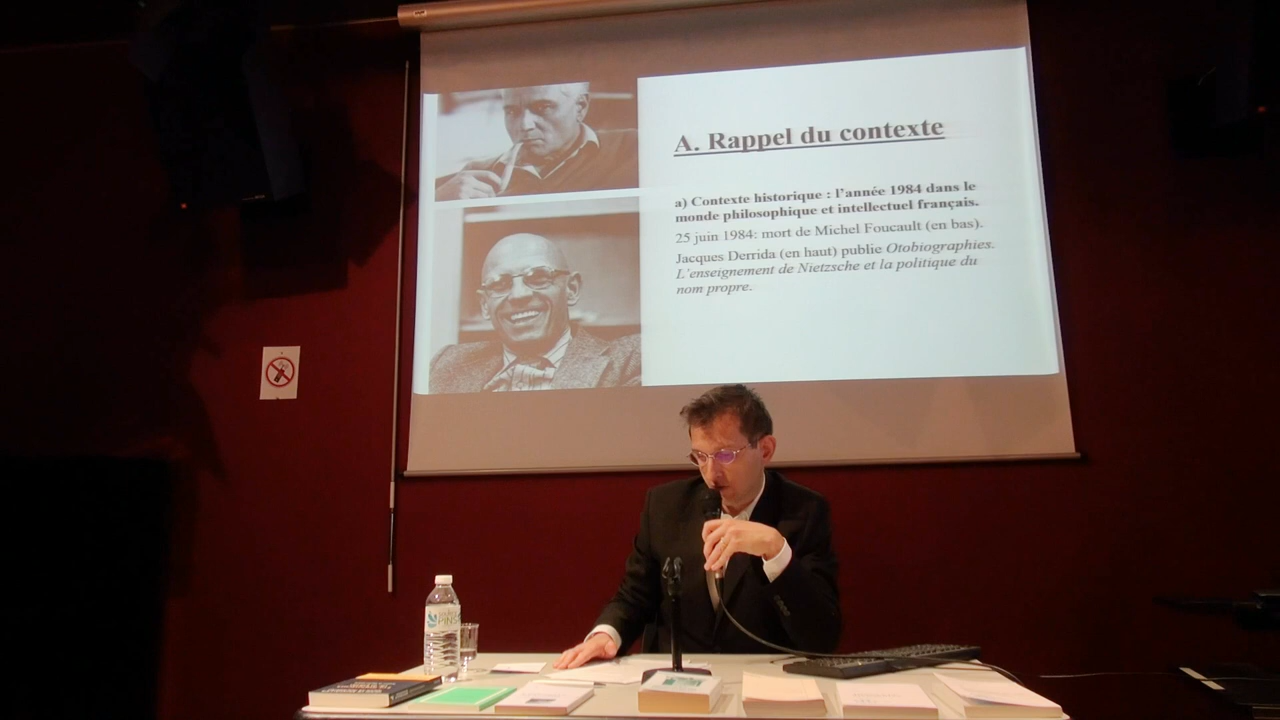 A. Rappel du contexte
a) Contexte historique : l'année 1984 dans le
monde philosophique et intellectuel français.
25 juin 1984: mort de Michel Foucault (en bas).
Jacques Derrida (en haut) publie Otobiographies.
L'enseignement de Nietzsche et la politique du
nom propre.